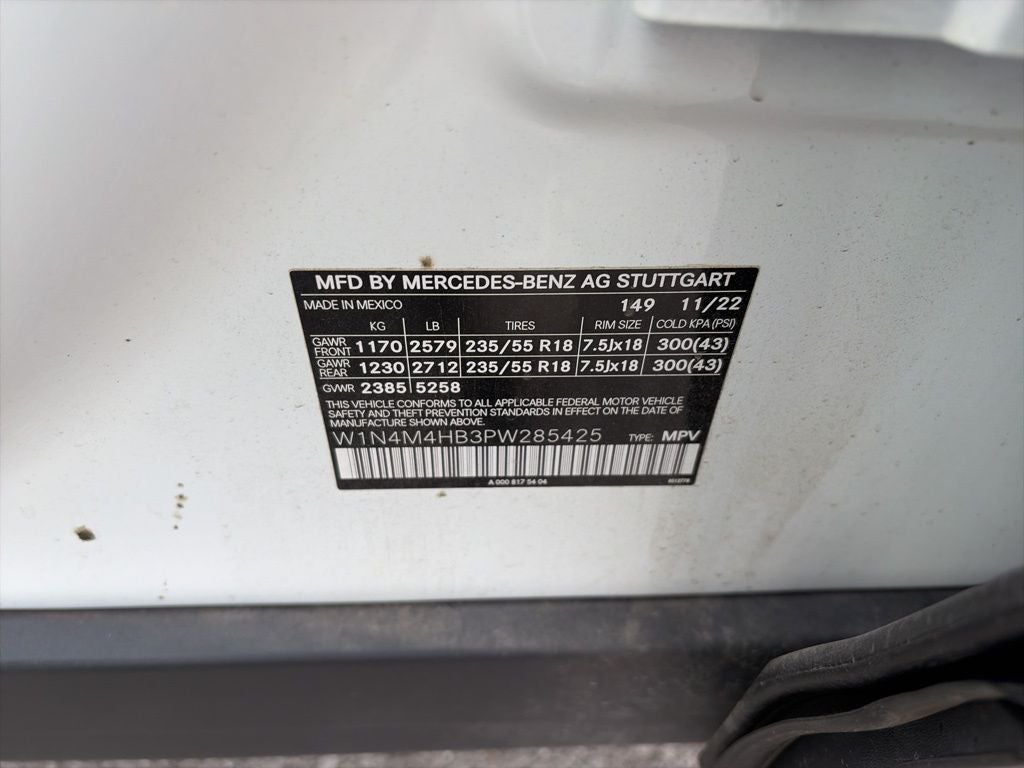 MFD BY MERCEDES-BENZ AG STUTTGART
MADE IN MEXICO 149 11/22
KG LB TIRES RIM SIZE COLD KPA (PSI)
GAWR FRONT 1170 2579 235/55 R18 7.5Jx18 300(43)
GAWR REAR 1230 2712 235/55 R18 7.5Jx18 300(43)
GVWR 2385 5258
THIS VEHICLE CONFORMS TO ALL APPLICABLE FEDERAL MOTOR VEHICLE
SAFETY AND THEFT PREVENTION STANDARDS IN EFFECT ON THE DATE OF
MANUFACTURE SHOWN ABOVE.
W1N4M4HB3PW285425 TYPE: MPV
A 000 817 54 04